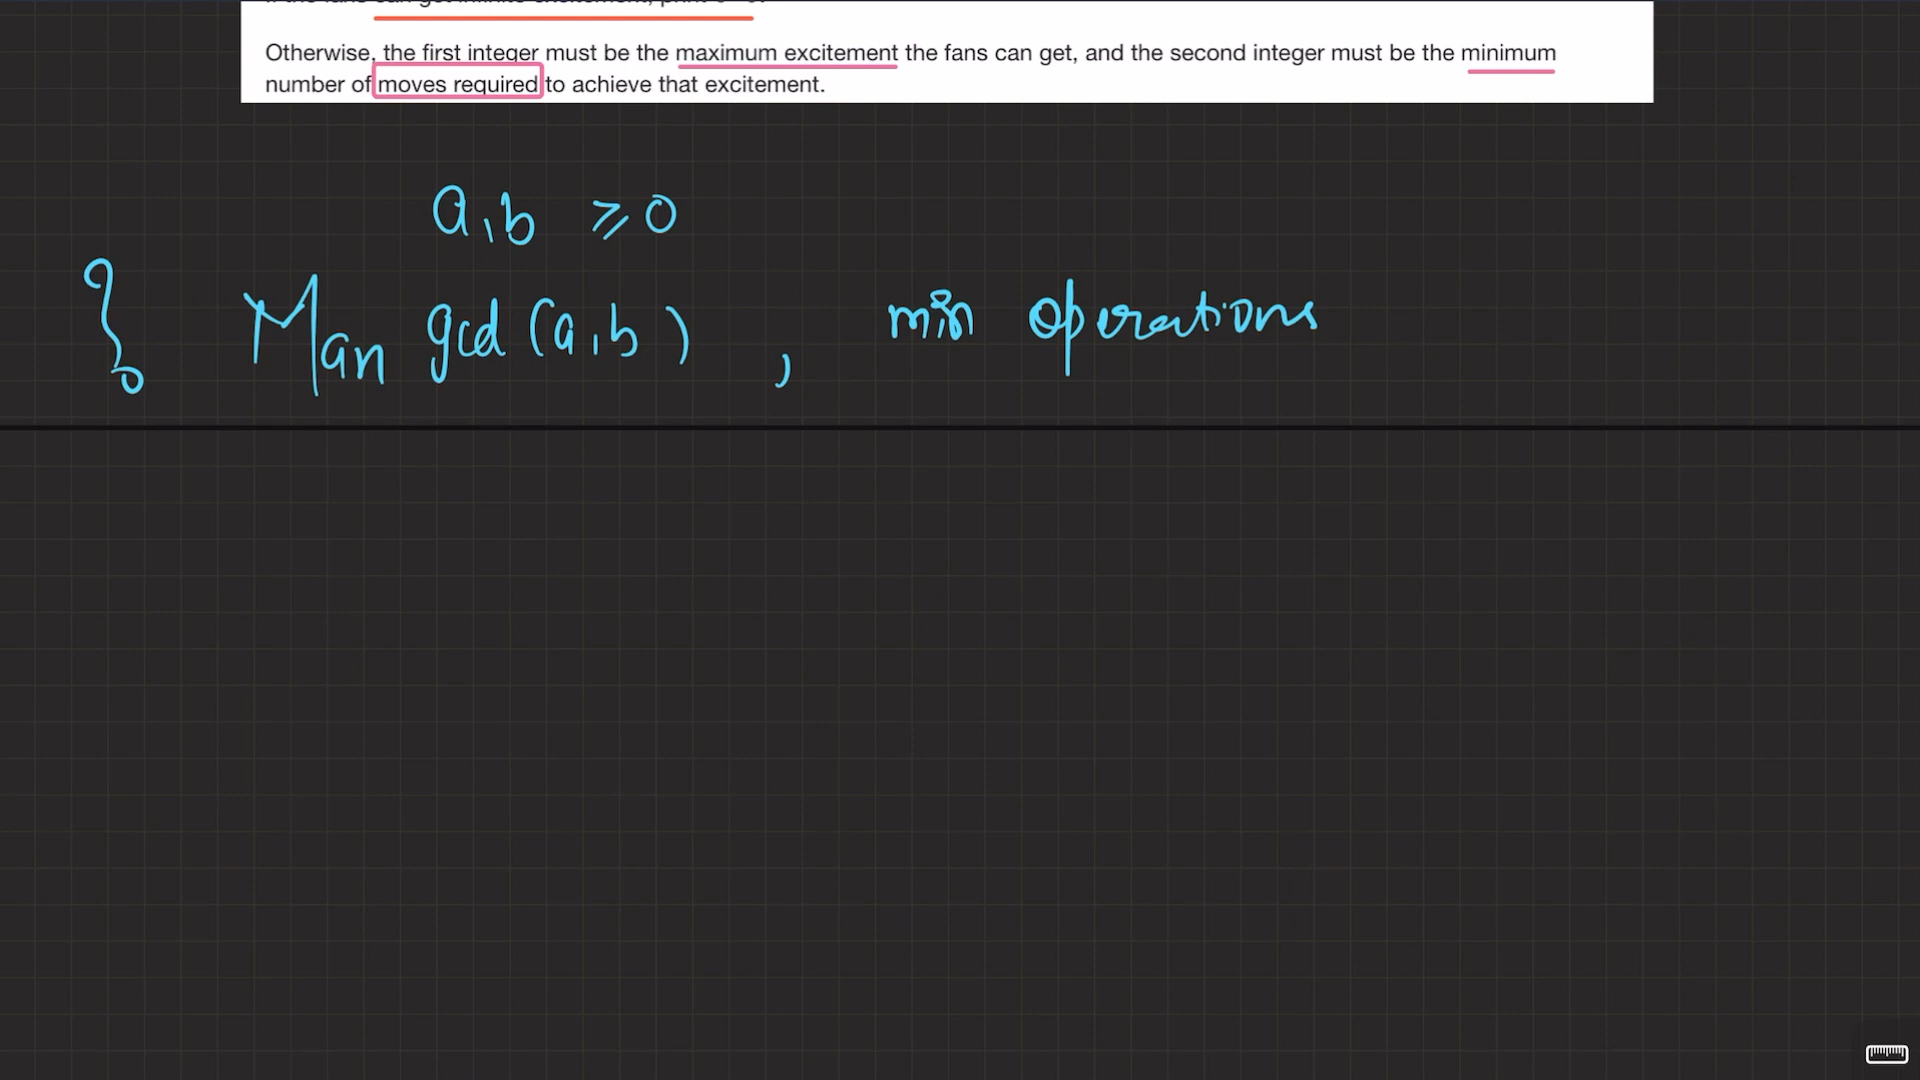 Otherwise, the first integer must be the maximum excitement the fans can get, and the second integer must be the minimum
number of moves required to achieve that excitement.
a,b ≥0
Man gcd (a,b) , min operations